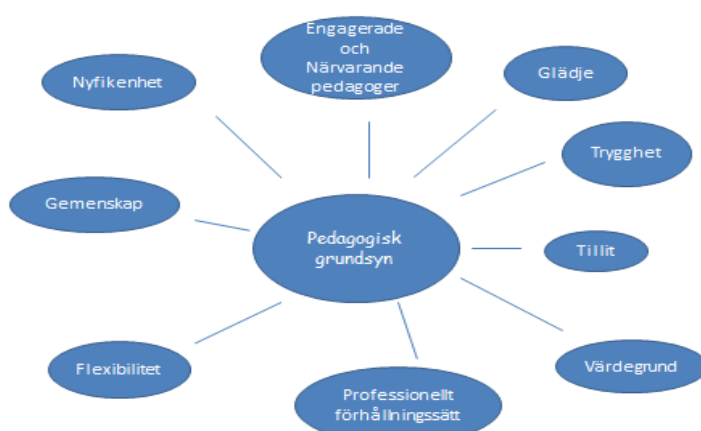 Engagerade
och
Närvarande
pedagoger
Nyfikenhet
Glädje
Trygghet
Gemenskap
Pedagogisk
grundsyn
Tillit
Flexibilitet
Värdegrund
Professionellt
förhållningssätt